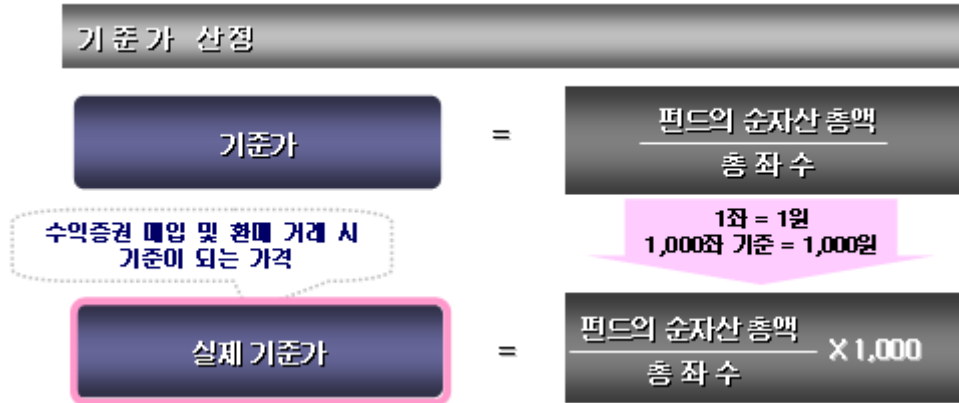 기 준 가 산 정
기준가
=
펀드의 순자산 총액
총 좌 수
수익증권 매입 및 환매 거래 시
기준이 되는 가격
1좌 = 1원
1,000좌 기준 = 1,000원
실제 기준가
=
펀드의 순자산 총액
총 좌 수
X 1,000